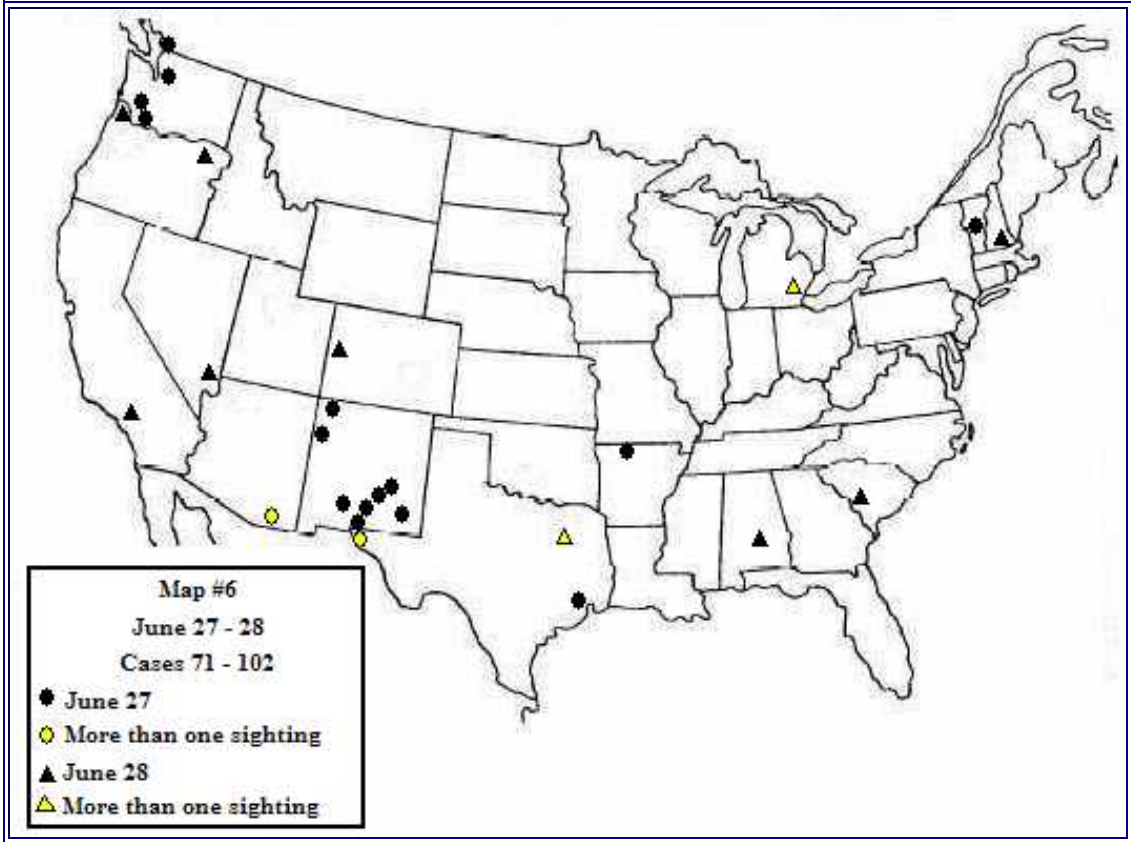 Map #6
June 27 - 28
Cases 71 - 102
June 27
More than one sighting
June 28
More than one sighting